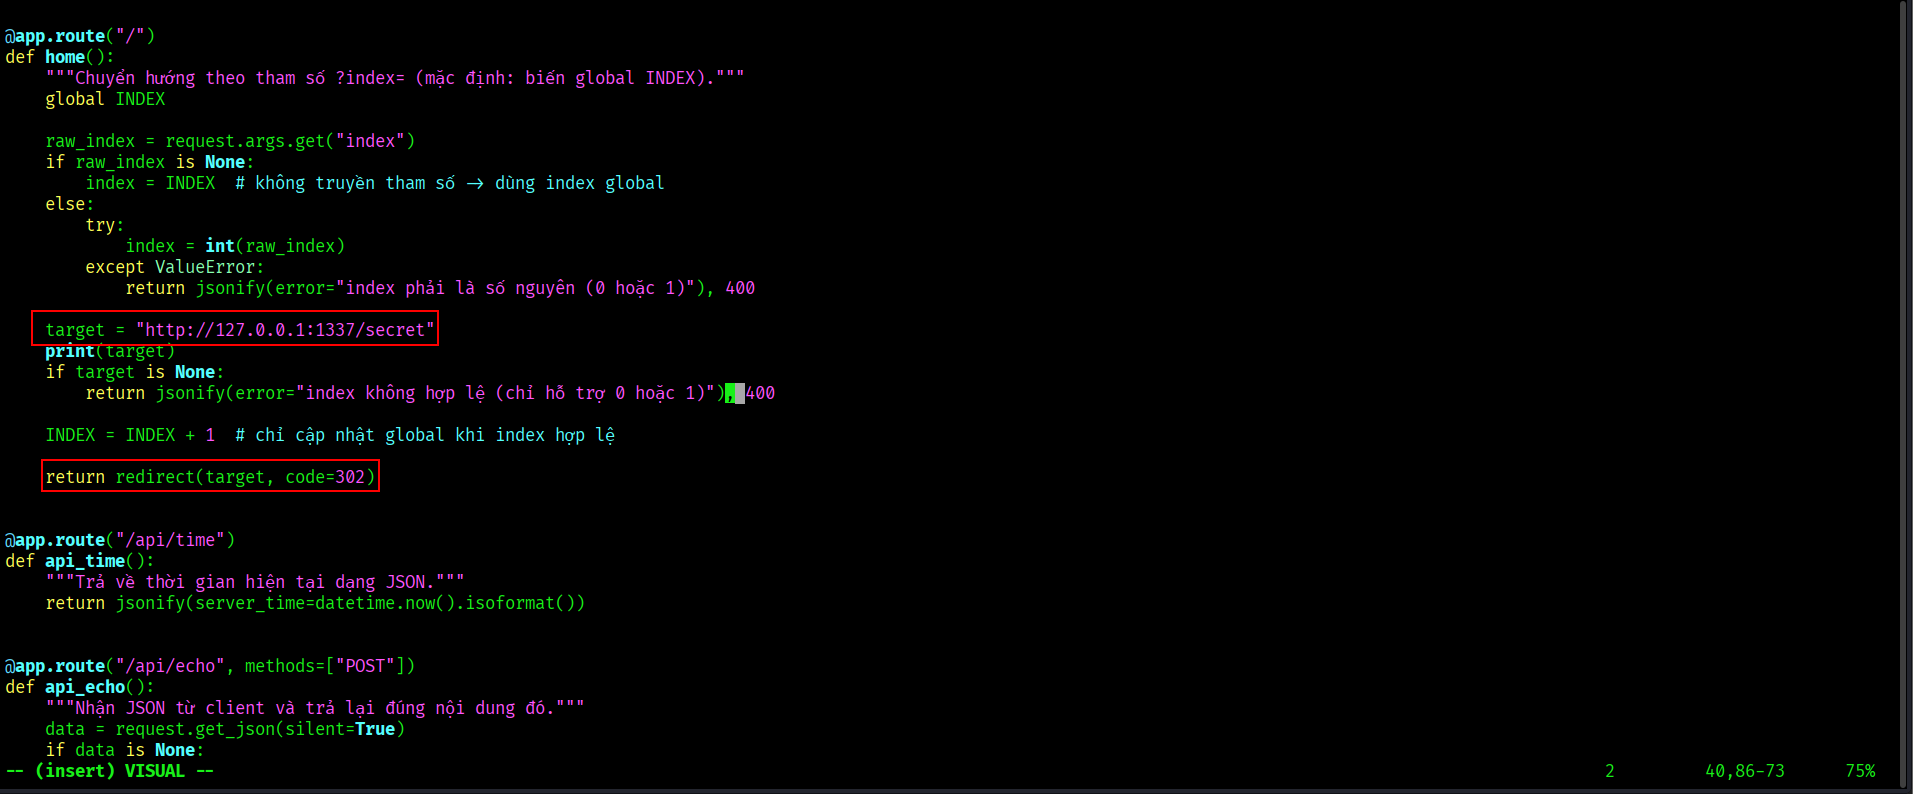 @app.route("/")
def home():
    """Chuyển hướng theo tham số ?index= (mặc định: biến global INDEX)."""
    global INDEX

    raw_index = request.args.get("index")
    if raw_index is None:
        index = INDEX  # không truyền tham số → dùng index global
    else:
        try:
            index = int(raw_index)
        except ValueError:
            return jsonify(error="index phải là số nguyên (0 hoặc 1)"), 400

    target = "http://127.0.0.1:1337/secret"
    print(target)
    if target is None:
        return jsonify(error="index không hợp lệ (chỉ hỗ trợ 0 hoặc 1)"), 400

    INDEX = INDEX + 1  # chỉ cập nhật global khi index hợp lệ

    return redirect(target, code=302)


@app.route("/api/time")
def api_time():
    """Trả về thời gian hiện tại dạng JSON."""
    return jsonify(server_time=datetime.now().isoformat())


@app.route("/api/echo", methods=["POST"])
def api_echo():
    """Nhận JSON từ client và trả lại đúng nội dung đó."""
    data = request.get_json(silent=True)
    if data is None:
-- (insert) VISUAL -- 2 40,86-73 75%